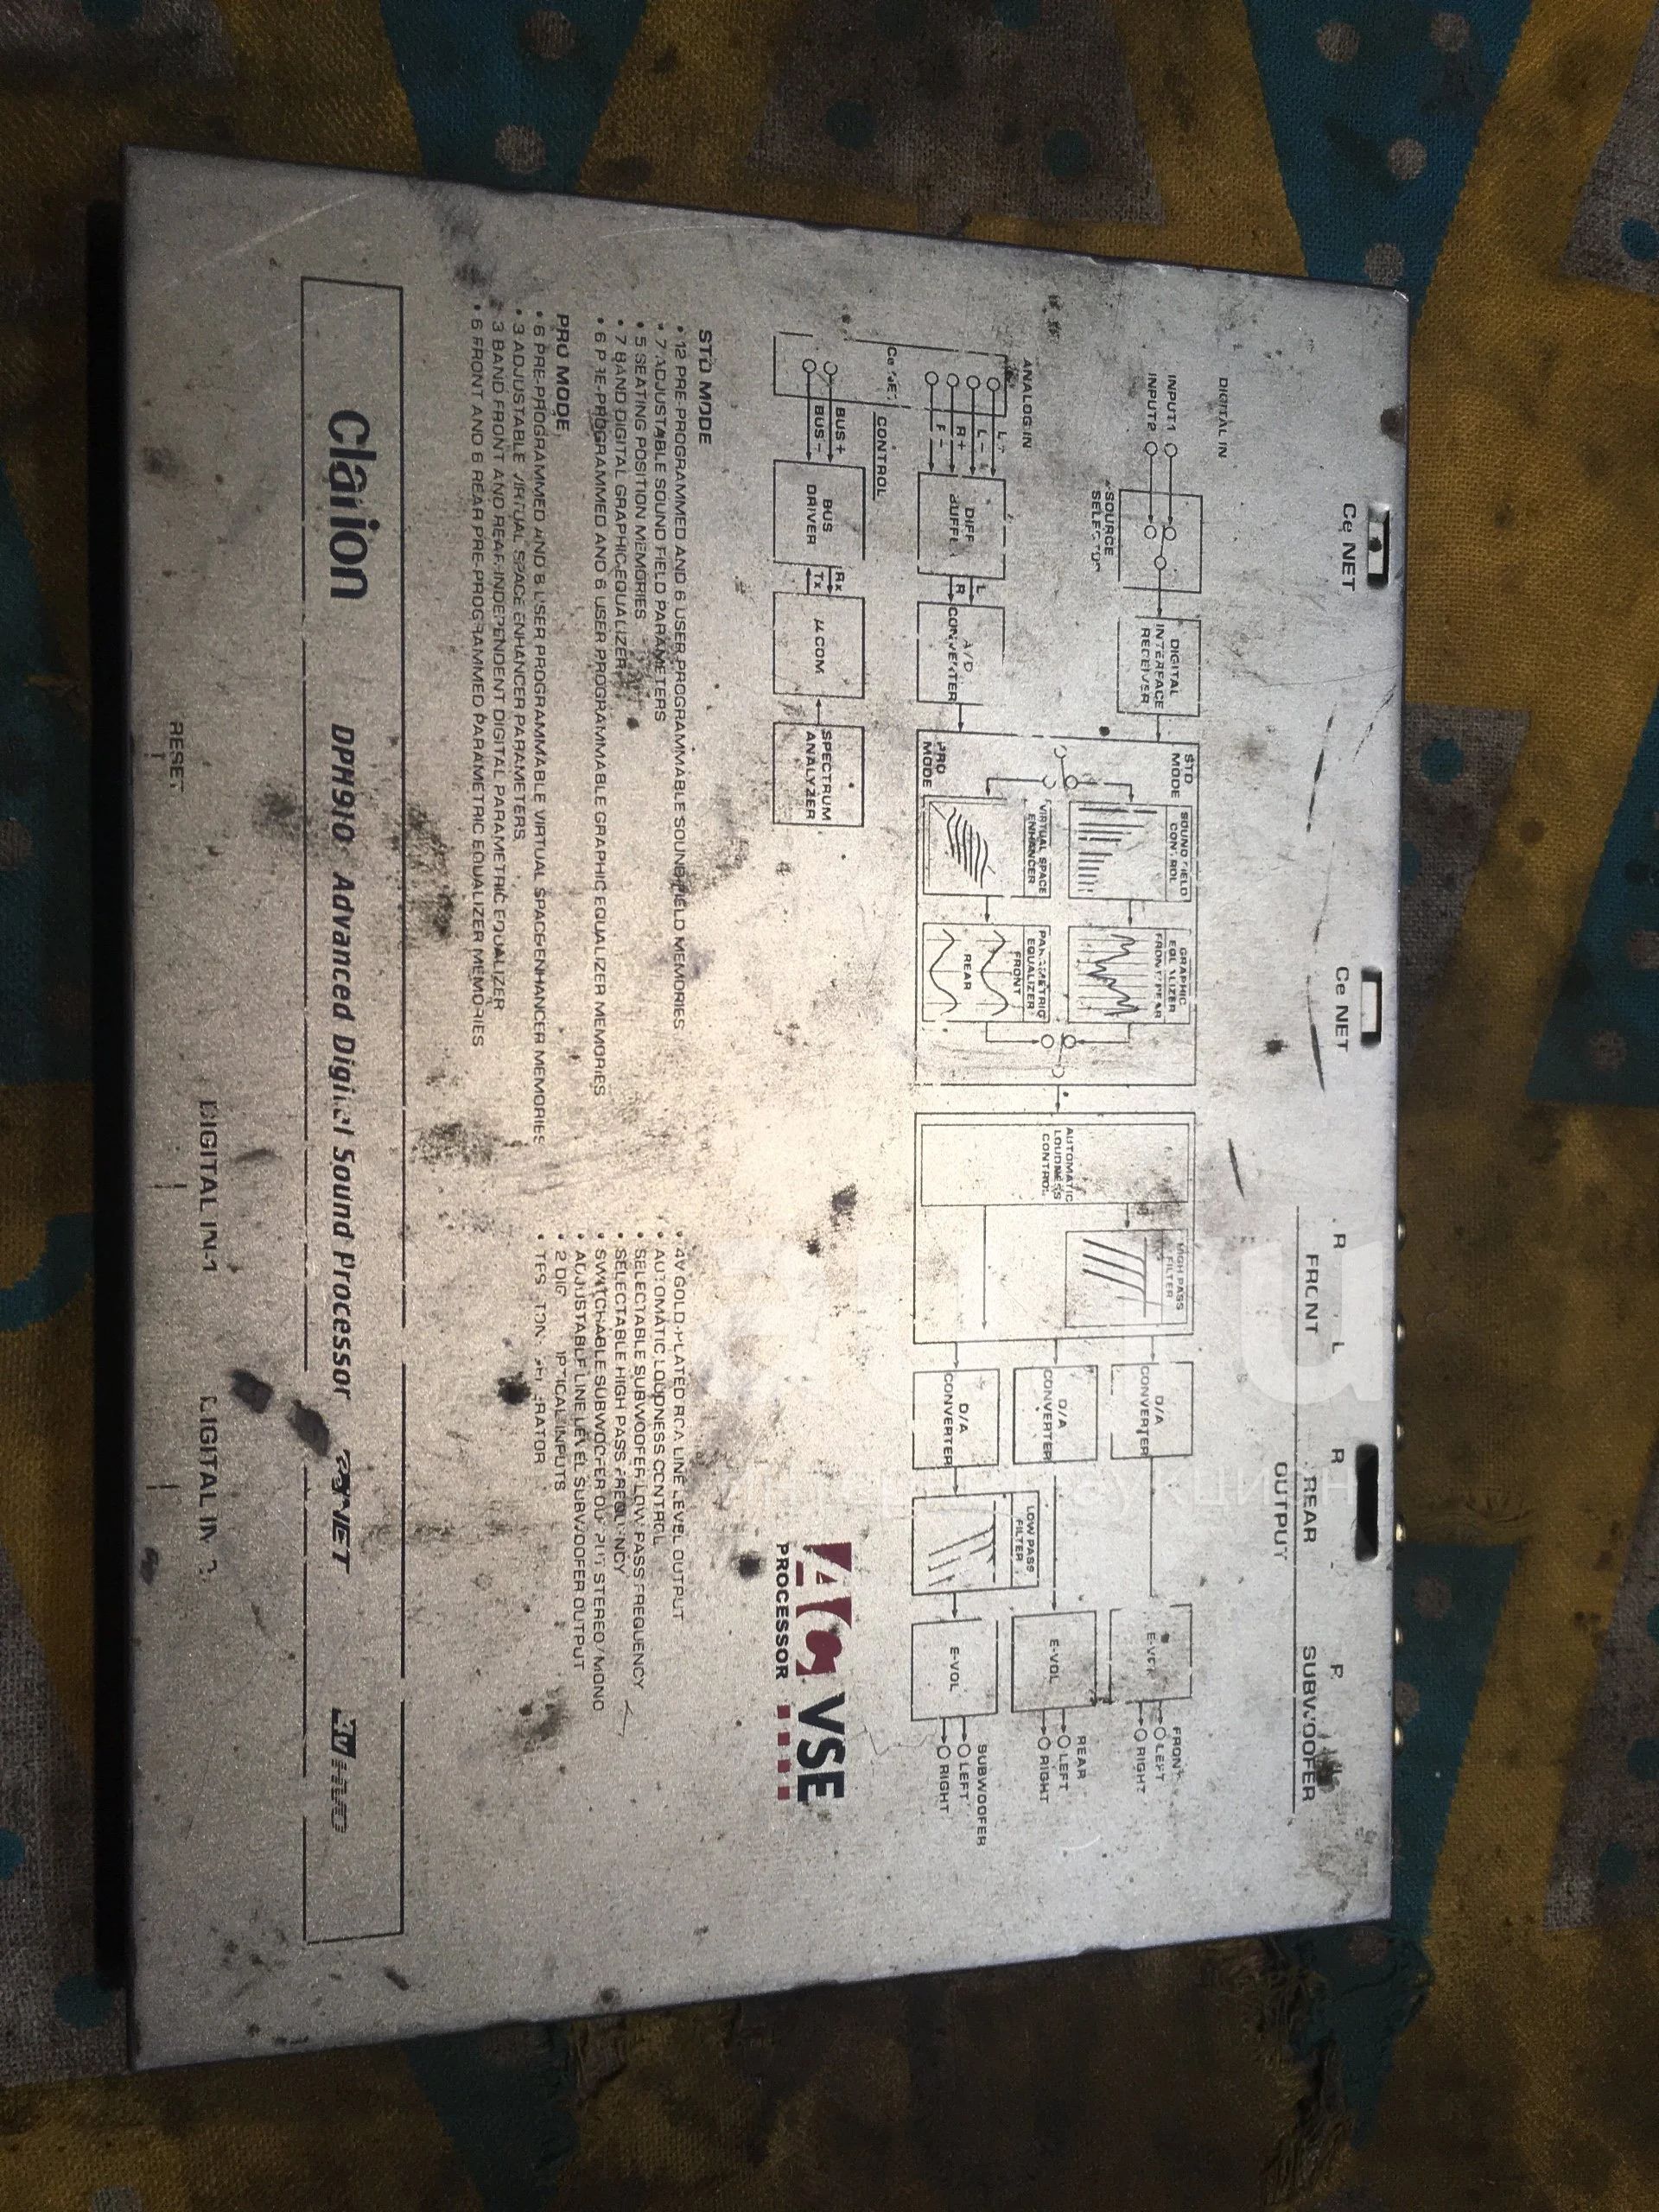 Ce NET
Ce NET
R L R R
FRONT REAR SUBWOOFER
OUTPUT
DIGITAL IN
INPUT1
INPUT2
SOURCE
DIGITAL
INTERFACE
RECEIVER
STD
MODE
SOUND FIELD
CONTROL
GRAPHIC
EQUALIZER
FRONT/REAR
VIRTUAL SPACE
ENHANCER
PARAMETRIC
EQUALIZER
FRONT
REAR
PRO
MODE
AUTOMATIC
LOUDNESS
CONTROL
HIGH PASS
FILTER
D/A
CONVERTER
D/A
CONVERTER
D/A
CONVERTER
LOW PASS
FILTER
E-VOL
E-VOL
FRONT
LEFT
RIGHT
REAR
LEFT
RIGHT
SUBWOOFER
LEFT
RIGHT
ANALOG IN
L -
R +
DIFF
L
R
A/D
CONVERTER
CONTROL
BUS+
BUS-
BUS
DRIVER
Rx
Tx
μ COM
SPECTRUM
ANALYZER
VSE
PROCESSOR
STD MODE
• 12 PRE-PROGRAMMED AND 6 USER PROGRAMMABLE SOUND FIELD MEMORIES
• 7 ADJUSTABLE SOUND FIELD PARAMETERS
• 5 SEATING POSITION MEMORIES
• 7 BAND DIGITAL GRAPHIC EQUALIZER
• 6 PRE-PROGRAMMED AND 6 USER PROGRAMMABLE GRAPHIC EQUALIZER MEMORIES
PRO MODE
• 6 PRE-PROGRAMMED AND 6 USER PROGRAMMABLE VIRTUAL SPACE ENHANCER MEMORIES
• 3 ADJUSTABLE VIRTUAL SPACE ENHANCER PARAMETERS
• 3 BAND FRONT AND REAR INDEPENDENT DIGITAL PARAMETRIC EQUALIZER
• 6 FRONT AND 6 REAR PRE-PROGRAMMED PARAMETRIC EQUALIZER MEMORIES
• 4V GOLD-PLATED RCA LINE LEVEL OUTPUT
• AUTOMATIC LOUDNESS CONTROL
• SELECTABLE SUBWOOFER LOW PASS FREQUENCY
• SELECTABLE HIGH PASS FREQUENCY
• SWITCHABLE SUBWOOFER OUTPUT STEREO/MONO
• ADJUSTABLE LINE LEVEL SUBWOOFER OUTPUT
• 2 OPTICAL INPUTS
clarion DPH910 Advanced Digital Sound Processor CeNET
RESET DIGITAL IN-1 DIGITAL IN